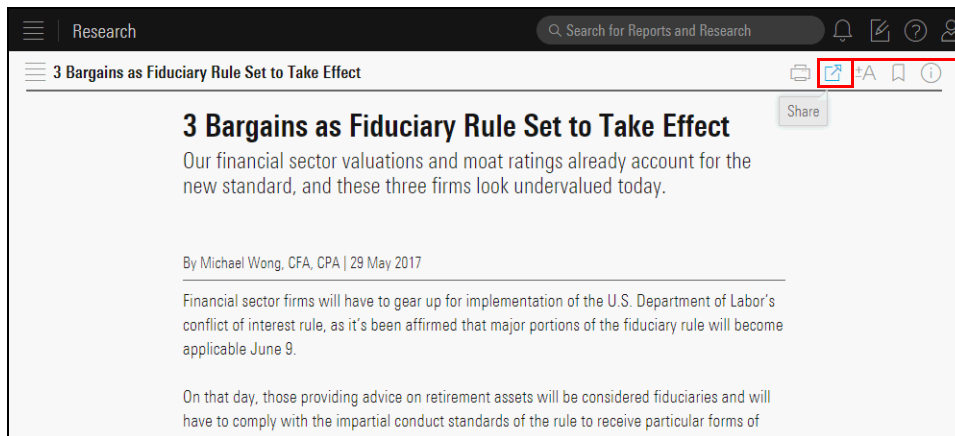 Research
Search for Reports and Research
3 Bargains as Fiduciary Rule Set to Take Effect
±A
Share
3 Bargains as Fiduciary Rule Set to Take Effect
Our financial sector valuations and moat ratings already account for the
new standard, and these three firms look undervalued today.
By Michael Wong, CFA, CPA | 29 May 2017
Financial sector firms will have to gear up for implementation of the U.S. Department of Labor's
conflict of interest rule, as it's been affirmed that major portions of the fiduciary rule will become
applicable June 9.
On that day, those providing advice on retirement assets will be considered fiduciaries and will
have to comply with the impartial conduct standards of the rule to receive particular forms of